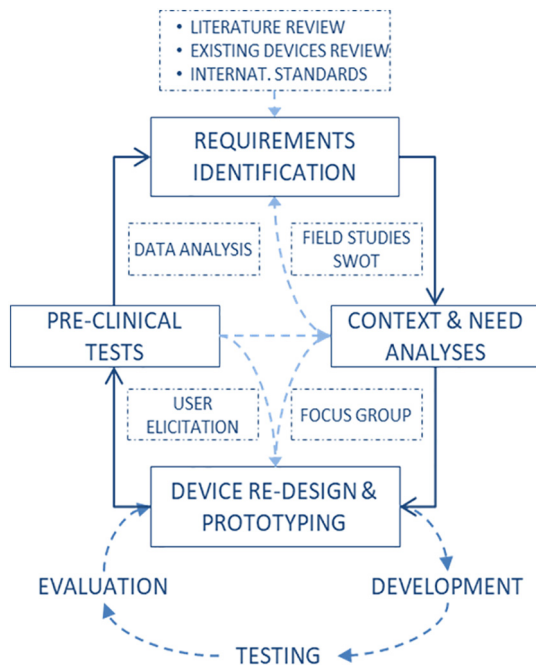 • LITERATURE REVIEW
• EXISTING DEVICES REVIEW
• INTERNAT. STANDARDS
REQUIREMENTS
IDENTIFICATION
DATA ANALYSIS
FIELD STUDIES
SWOT
PRE-CLINICAL
TESTS
CONTEXT & NEED
ANALYSES
USER
ELICITATION
FOCUS GROUP
DEVICE RE-DESIGN &
PROTOTYPING
EVALUATION
DEVELOPMENT
TESTING